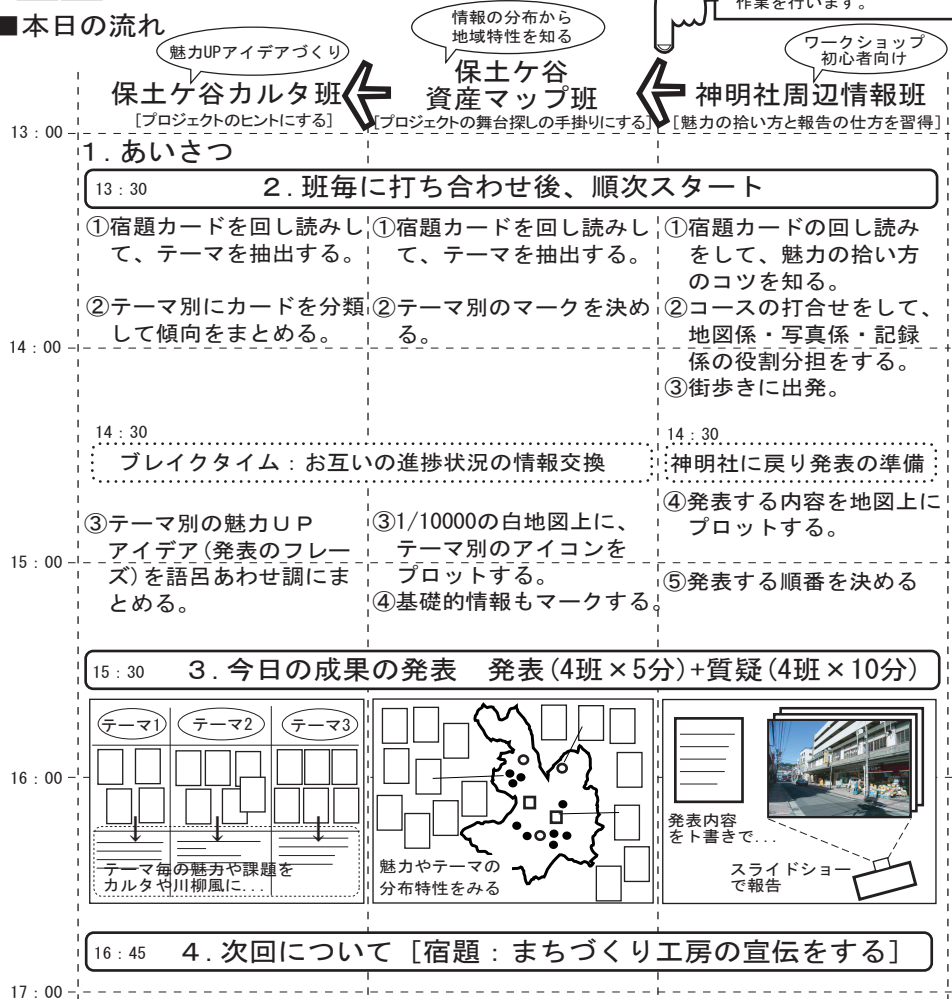 作業を行います。
■本日の流れ
魅力UPアイデアづくり
情報の分布から
地域特性を知る
ワークショップ
初心者向け
保土ケ谷カルタ班
[プロジェクトのヒントにする]
保土ケ谷
資産マップ班
[プロジェクトの舞台探しの手掛りにする]
神明社周辺情報班
[魅力の拾い方と報告の仕方を習得]
13：00
1．あいさつ
13：30 2．班毎に打ち合わせ後、順次スタート
①宿題カードを回し読みし
て、テーマを抽出する。
②テーマ別にカードを分類
して傾向をまとめる。
①宿題カードを回し読みし
て、テーマを抽出する。
②テーマ別のマークを決め
る。
①宿題カードの回し読み
をして、魅力の拾い方
のコツを知る。
②コースの打合せをして、
地図係・写真係・記録
係の役割分担をする。
③街歩きに出発。
14：00
14：30
ブレイクタイム：お互いの進捗状況の情報交換
14：30
神明社に戻り発表の準備
③テーマ別の魅力ＵＰ
アイデア(発表のフレー
ズ)を語呂あわせ調にま
とめる。
③1/10000の白地図上に、
テーマ別のアイコンを
プロットする。
④基礎的情報もマークする。
④発表する内容を地図上に
プロットする。
⑤発表する順番を決める
15：00
15：30 3．今日の成果の発表　発表(4班×5分)+質疑(4班×10分)
テーマ1 テーマ2 テーマ3
テーマ毎の魅力や課題を
カルタや川柳風に...
魅力やテーマの
分布特性をみる
発表内容
をト書きで...
スライドショー
で報告
16：00
16：45 4．次回について［宿題：まちづくり工房の宣伝をする］
17：00